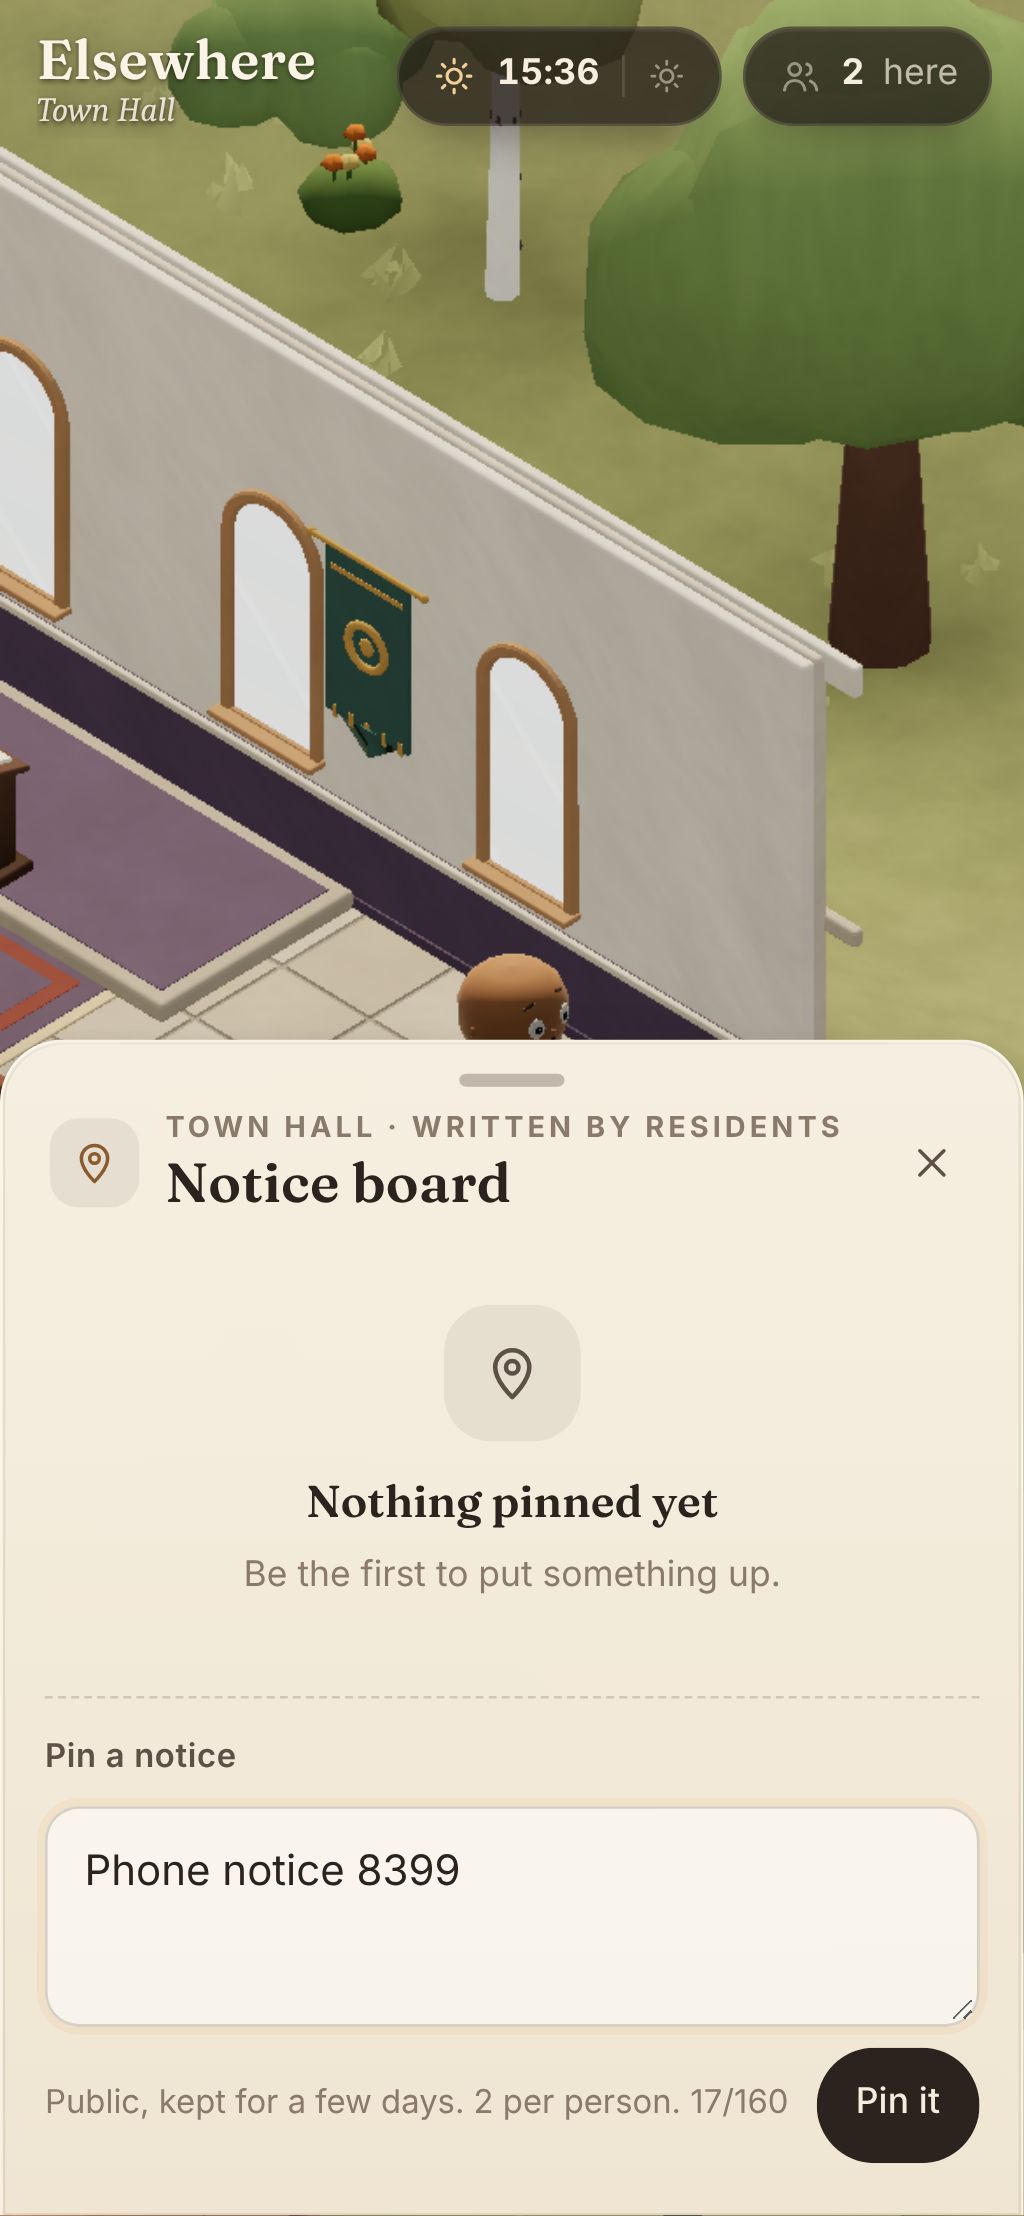 Elsewhere
Town Hall
15:36
2 here
TOWN HALL · WRITTEN BY RESIDENTS
Notice board
Nothing pinned yet
Be the first to put something up.
Pin a notice
Phone notice 8399
Public, kept for a few days. 2 per person. 17/160
Pin it